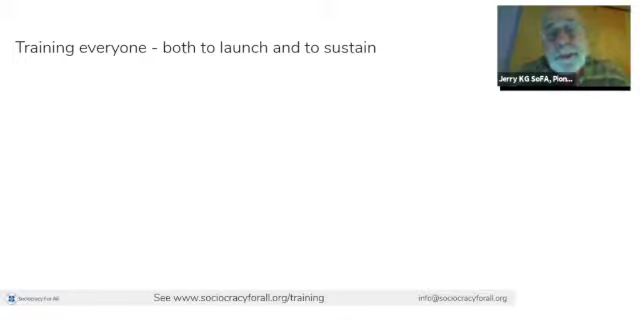 Training everyone - both to launch and to sustain
Jerry KG SoFA, Pion...
Sociocracy For All
See www.sociocracyforall.org/training
info@sociocracyforall.org